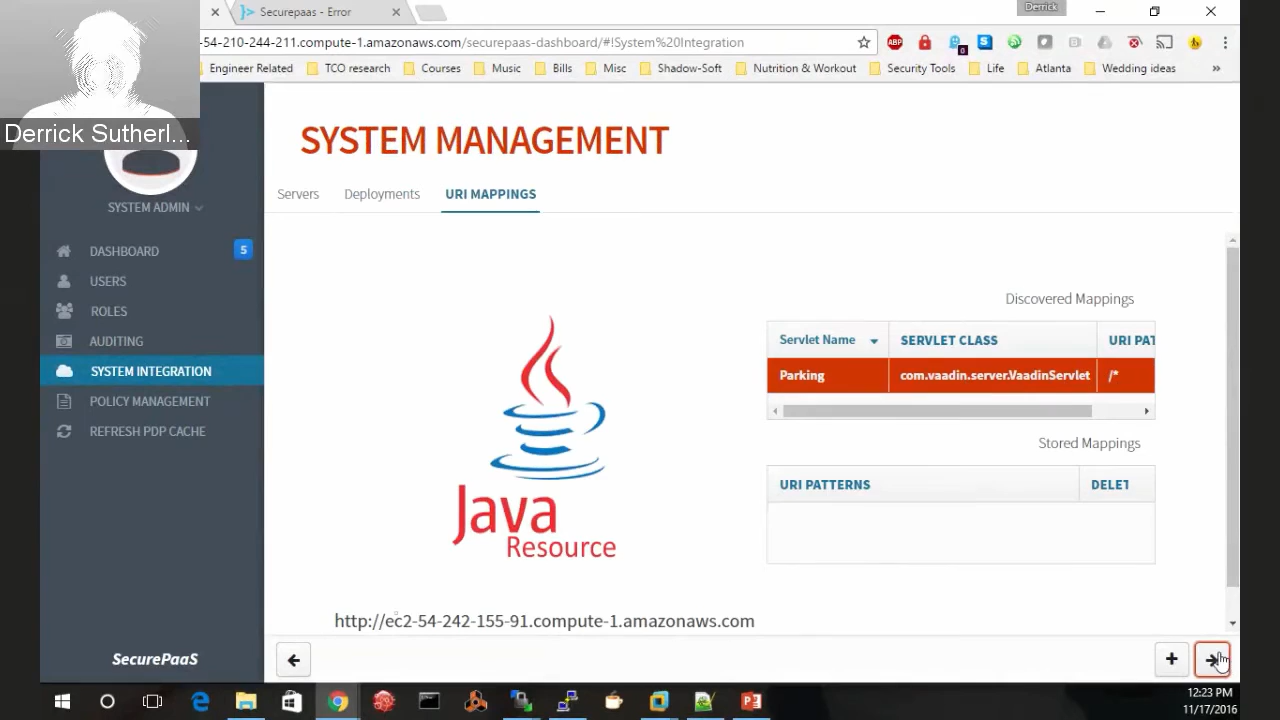 Securepaas - Error
Derrick
-54-210-244-211.compute-1.amazonaws.com/securepaas-dashboard/#!System%20Integration
ABP
0
Engineer Related TCO research Courses Music Bills Misc Shadow-Soft Nutrition & Workout Security Tools Life Atlanta Wedding ideas »
Derrick Sutherl...
SYSTEM MANAGEMENT
Servers Deployments URI MAPPINGS
SYSTEM ADMIN
DASHBOARD 5
USERS
ROLES
AUDITING
SYSTEM INTEGRATION
POLICY MANAGEMENT
REFRESH PDP CACHE
SecurePaaS
Java
Resource
http://ec2-54-242-155-91.compute-1.amazonaws.com
Discovered Mappings
Servlet Name SERVLET CLASS URI PAT
Parking com.vaadin.server.VaadinServlet /*
Stored Mappings
URI PATTERNS DELET
12:23 PM
11/17/2016